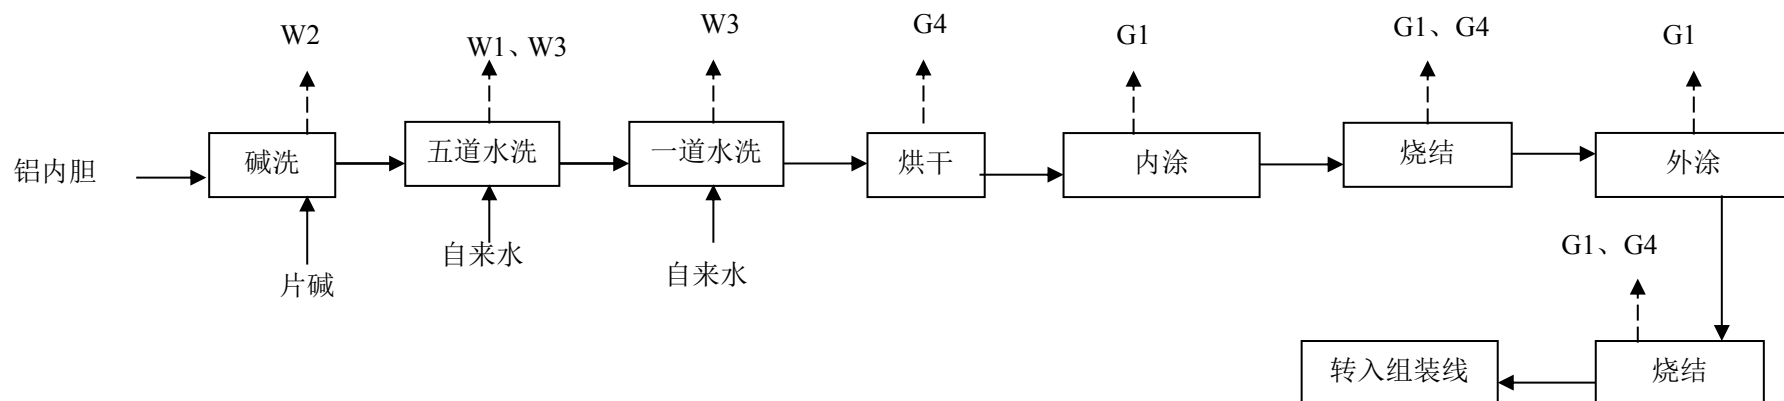 W2
W1、W3
W3
G4
G1
G1、G4
G1
铝内胆
碱洗
五道水洗
一道水洗
烘干
内涂
烧结
外涂
片碱
自来水
自来水
G1、G4
转入组装线
烧结